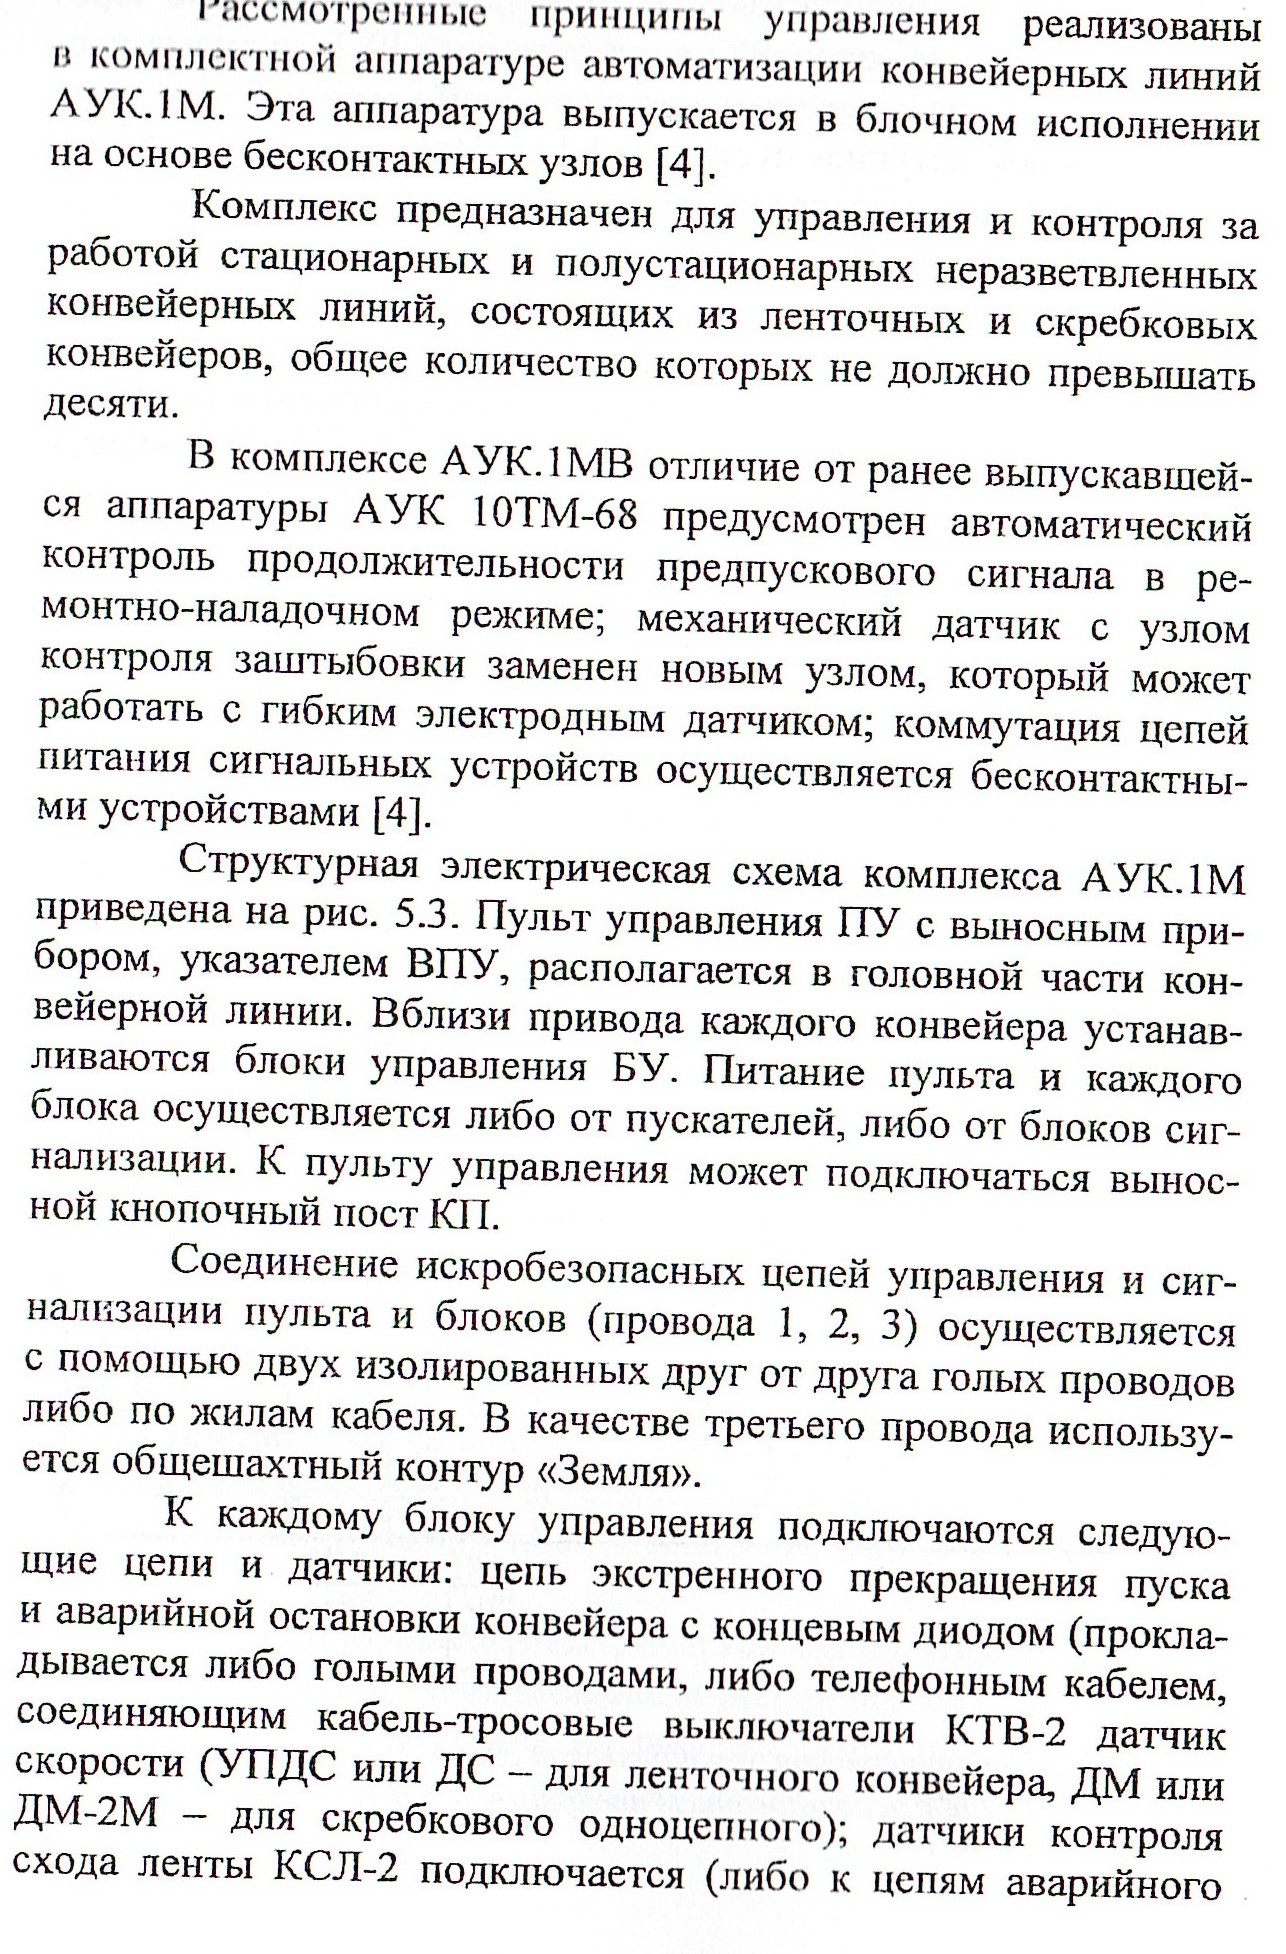 Рассмотренные принципы управления реализованы
в комплектной аппаратуре автоматизации конвейерных линий
АУК.1М. Эта аппаратура выпускается в блочном исполнении
на основе бесконтактных узлов [4].
Комплекс предназначен для управления и контроля за
работой стационарных и полустационарных неразветвленных
конвейерных линий, состоящих из ленточных и скребковых
конвейеров, общее количество которых не должно превышать
десяти.
В комплексе АУК.1МВ отличие от ранее выпускавшей-
ся аппаратуры АУК 10ТМ-68 предусмотрен автоматический
контроль продолжительности предпускового сигнала в ре-
монтно-наладочном режиме; механический датчик с узлом
контроля заштыбовки заменен новым узлом, который может
работать с гибким электродным датчиком; коммутация цепей
питания сигнальных устройств осуществляется бесконтактны-
ми устройствами [4].
Структурная электрическая схема комплекса АУК.1М
приведена на рис. 5.3. Пульт управления ПУ с выносным при-
бором, указателем ВПУ, располагается в головной части кон-
вейерной линии. Вблизи привода каждого конвейера устанав-
ливаются блоки управления БУ. Питание пульта и каждого
блока осуществляется либо от пускателей, либо от блоков сиг-
нализации. К пульту управления может подключаться вынос-
ной кнопочный пост КП.
Соединение искробезопасных цепей управления и сиг-
нализации пульта и блоков (провода 1, 2, 3) осуществляется
с помощью двух изолированных друг от друга голых проводов
либо по жилам кабеля. В качестве третьего провода использу-
ется общешахтный контур «Земля».
К каждому блоку управления подключаются следую-
щие цепи и датчики: цепь экстренного прекращения пуска
и аварийной остановки конвейера с концевым диодом (прокла-
дывается либо голыми проводами, либо телефонным кабелем,
соединяющим кабель-тросовые выключатели КТВ-2 датчик
скорости (УПДС или ДС – для ленточного конвейера, ДМ или
ДМ-2М – для скребкового одноцепного); датчики контроля
схода ленты КСЛ-2 подключается (либо к цепям аварийного